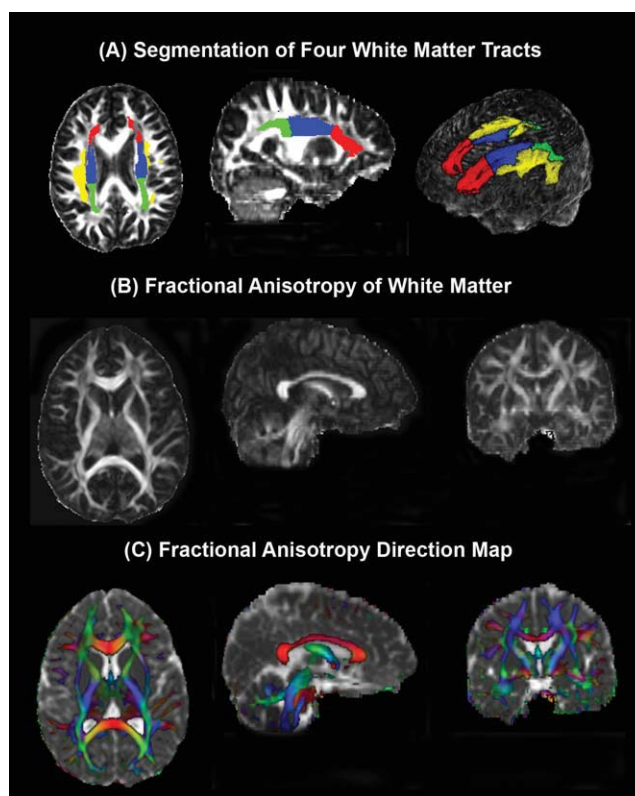 (A) Segmentation of Four White Matter Tracts
(B) Fractional Anisotropy of White Matter
(C) Fractional Anisotropy Direction Map